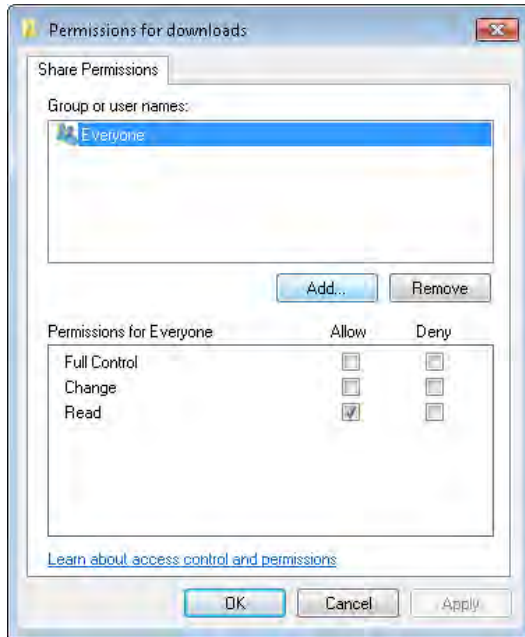 Permissions for downloads
Share Permissions
Group or user names:
Everyone
Add... Remove
Permissions for Everyone Allow Deny
Full Control
Change
Read
Learn about access control and permissions
OK Cancel Apply